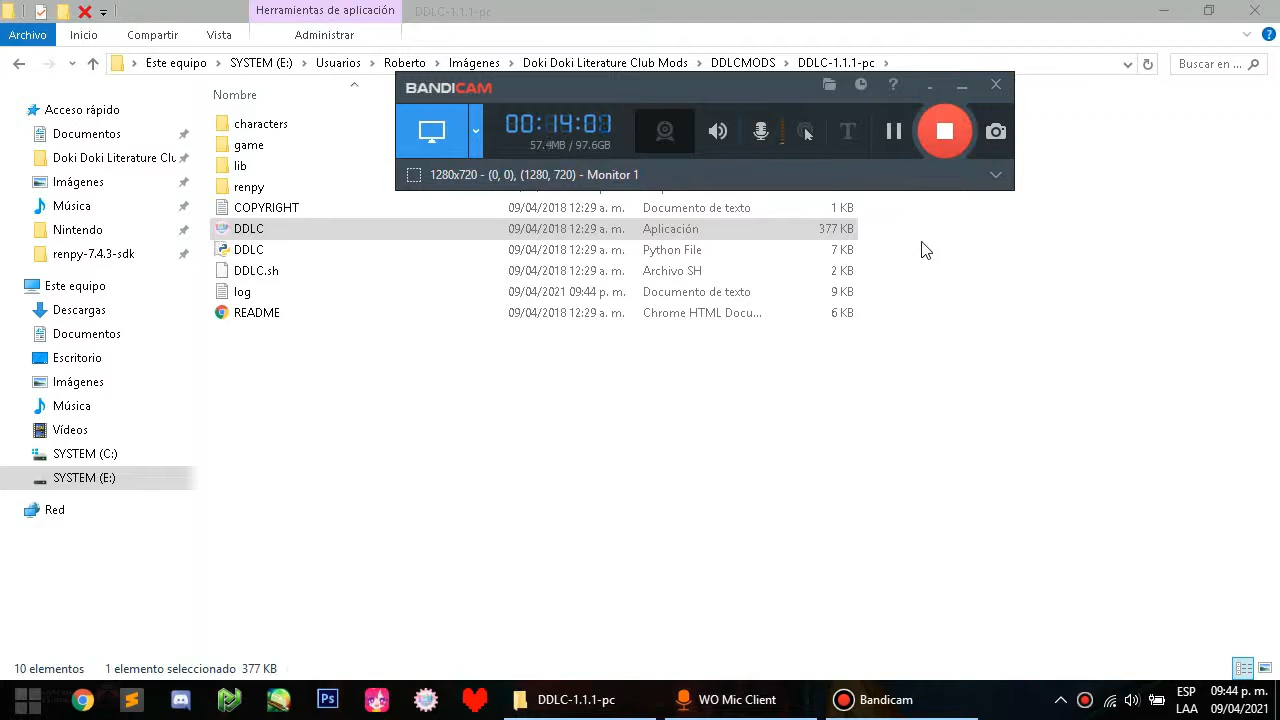 Herramientas de aplicación DDLC-1.1.1-pc
Archivo Inicio Compartir Vista Administrar
Este equipo SYSTEM (E:) Usuarios Roberto Imágenes Doki Doki Literature Club Mods DDLCMODS DDLC-1.1.1-pc Buscar en ...
BANDICAM
00:14:01
57.4MB / 97.6GB
1280x720 - (0, 0), (1280, 720) - Monitor 1
Acceso rápido
Documentos
Doki Doki Literature Clu
Imágenes
Música
Nintendo
renpy-7.4.3-sdk
Este equipo
Descargas
Documentos
Escritorio
Imágenes
Música
Vídeos
SYSTEM (C:)
SYSTEM (E:)
Red
Nombre
characters
game
lib
renpy
COPYRIGHT 09/04/2018 12:29 a. m. Documento de texto 1 KB
DDLC 09/04/2018 12:29 a. m. Aplicación 377 KB
DDLC 09/04/2018 12:29 a. m. Python File 7 KB
DDLC.sh 09/04/2018 12:29 a. m. Archivo SH 2 KB
log 09/04/2021 09:44 p. m. Documento de texto 9 KB
README 09/04/2018 12:29 a. m. Chrome HTML Docu... 6 KB
10 elementos 1 elemento seleccionado 377 KB
DDLC-1.1.1-pc WO Mic Client Bandicam
ESP
LAA
09:44 p. m.
09/04/2021